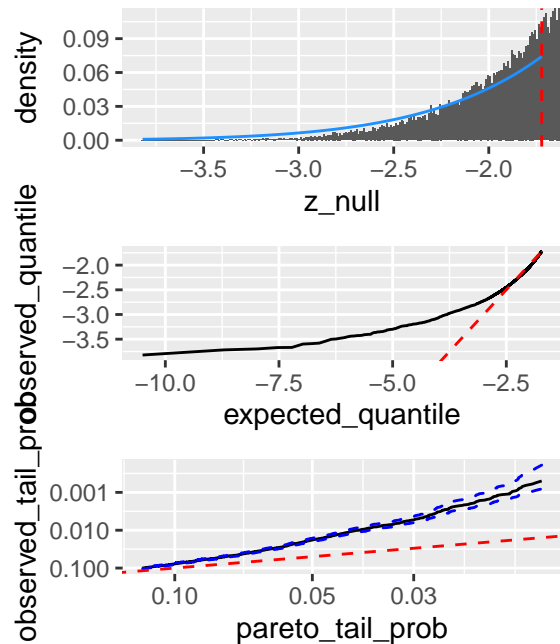 density
0.09
0.06
0.03
0.00
−3.5 −3.0 −2.5 −2.0
z_null
observed_quantile
−2.0
−2.5
−3.0
−3.5
−10.0 −7.5 −5.0 −2.5
expected_quantile
observed_tail_prob
0.001
0.010
0.100
0.10 0.05 0.03
pareto_tail_prob